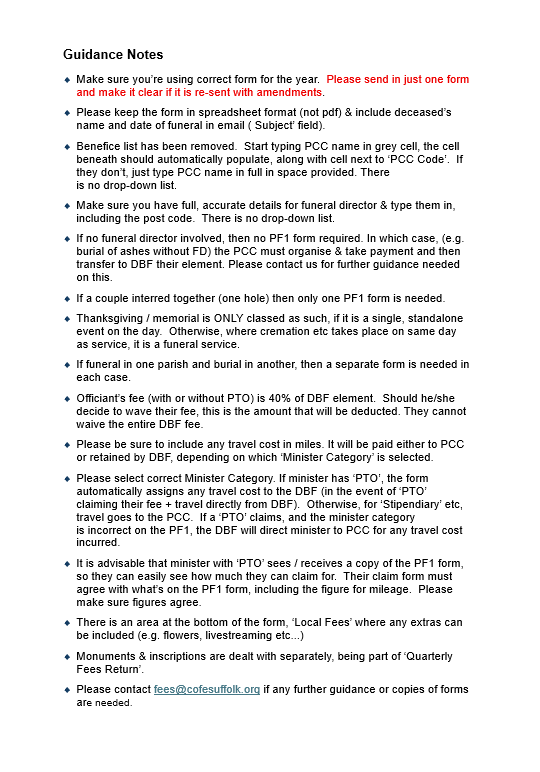 Guidance Notes
Make sure you're using correct form for the year. Please send in just one form
and make it clear if it is re-sent with amendments.
Please keep the form in spreadsheet format (not pdf) & include deceased's
name and date of funeral in email ( Subject' field).
Benefice list has been removed. Start typing PCC name in grey cell, the cell
beneath should automatically populate, along with cell next to 'PCC Code'. If
they don't, just type PCC name in full in space provided. There
is no drop-down list.
Make sure you have full, accurate details for funeral director & type them in,
including the post code. There is no drop-down list.
If no funeral director involved, then no PF1 form required. In which case, (e.g.
burial of ashes without FD) the PCC must organise & take payment and then
transfer to DBF their element. Please contact us for further guidance needed
on this.
If a couple interred together (one hole) then only one PF1 form is needed.
Thanksgiving / memorial is ONLY classed as such, if it is a single, standalone
event on the day. Otherwise, where cremation etc takes place on same day
as service, it is a funeral service.
If funeral in one parish and burial in another, then a separate form is needed in
each case.
Officiant's fee (with or without PTO) is 40% of DBF element. Should he/she
decide to wave their fee, this is the amount that will be deducted. They cannot
waive the entire DBF fee.
Please be sure to include any travel cost in miles. It will be paid either to PCC
or retained by DBF, depending on which 'Minister Category' is selected.
Please select correct Minister Category. If minister has 'PTO', the form
automatically assigns any travel cost to the DBF (in the event of 'PTO'
claiming their fee + travel directly from DBF). Otherwise, for 'Stipendiary' etc,
travel goes to the PCC. If a 'PTO' claims, and the minister category
is incorrect on the PF1, the DBF will direct minister to PCC for any travel cost
incurred.
It is advisable that minister with 'PTO' sees / receives a copy of the PF1 form,
so they can easily see how much they can claim for. Their claim form must
agree with what's on the PF1 form, including the figure for mileage. Please
make sure figures agree.
There is an area at the bottom of the form, 'Local Fees' where any extras can
be included (e.g. flowers, livestreaming etc...)
Monuments & inscriptions are dealt with separately, being part of 'Quarterly
Fees Return'.
Please contact fees@cofesuffolk.org if any further guidance or copies of forms
are needed.